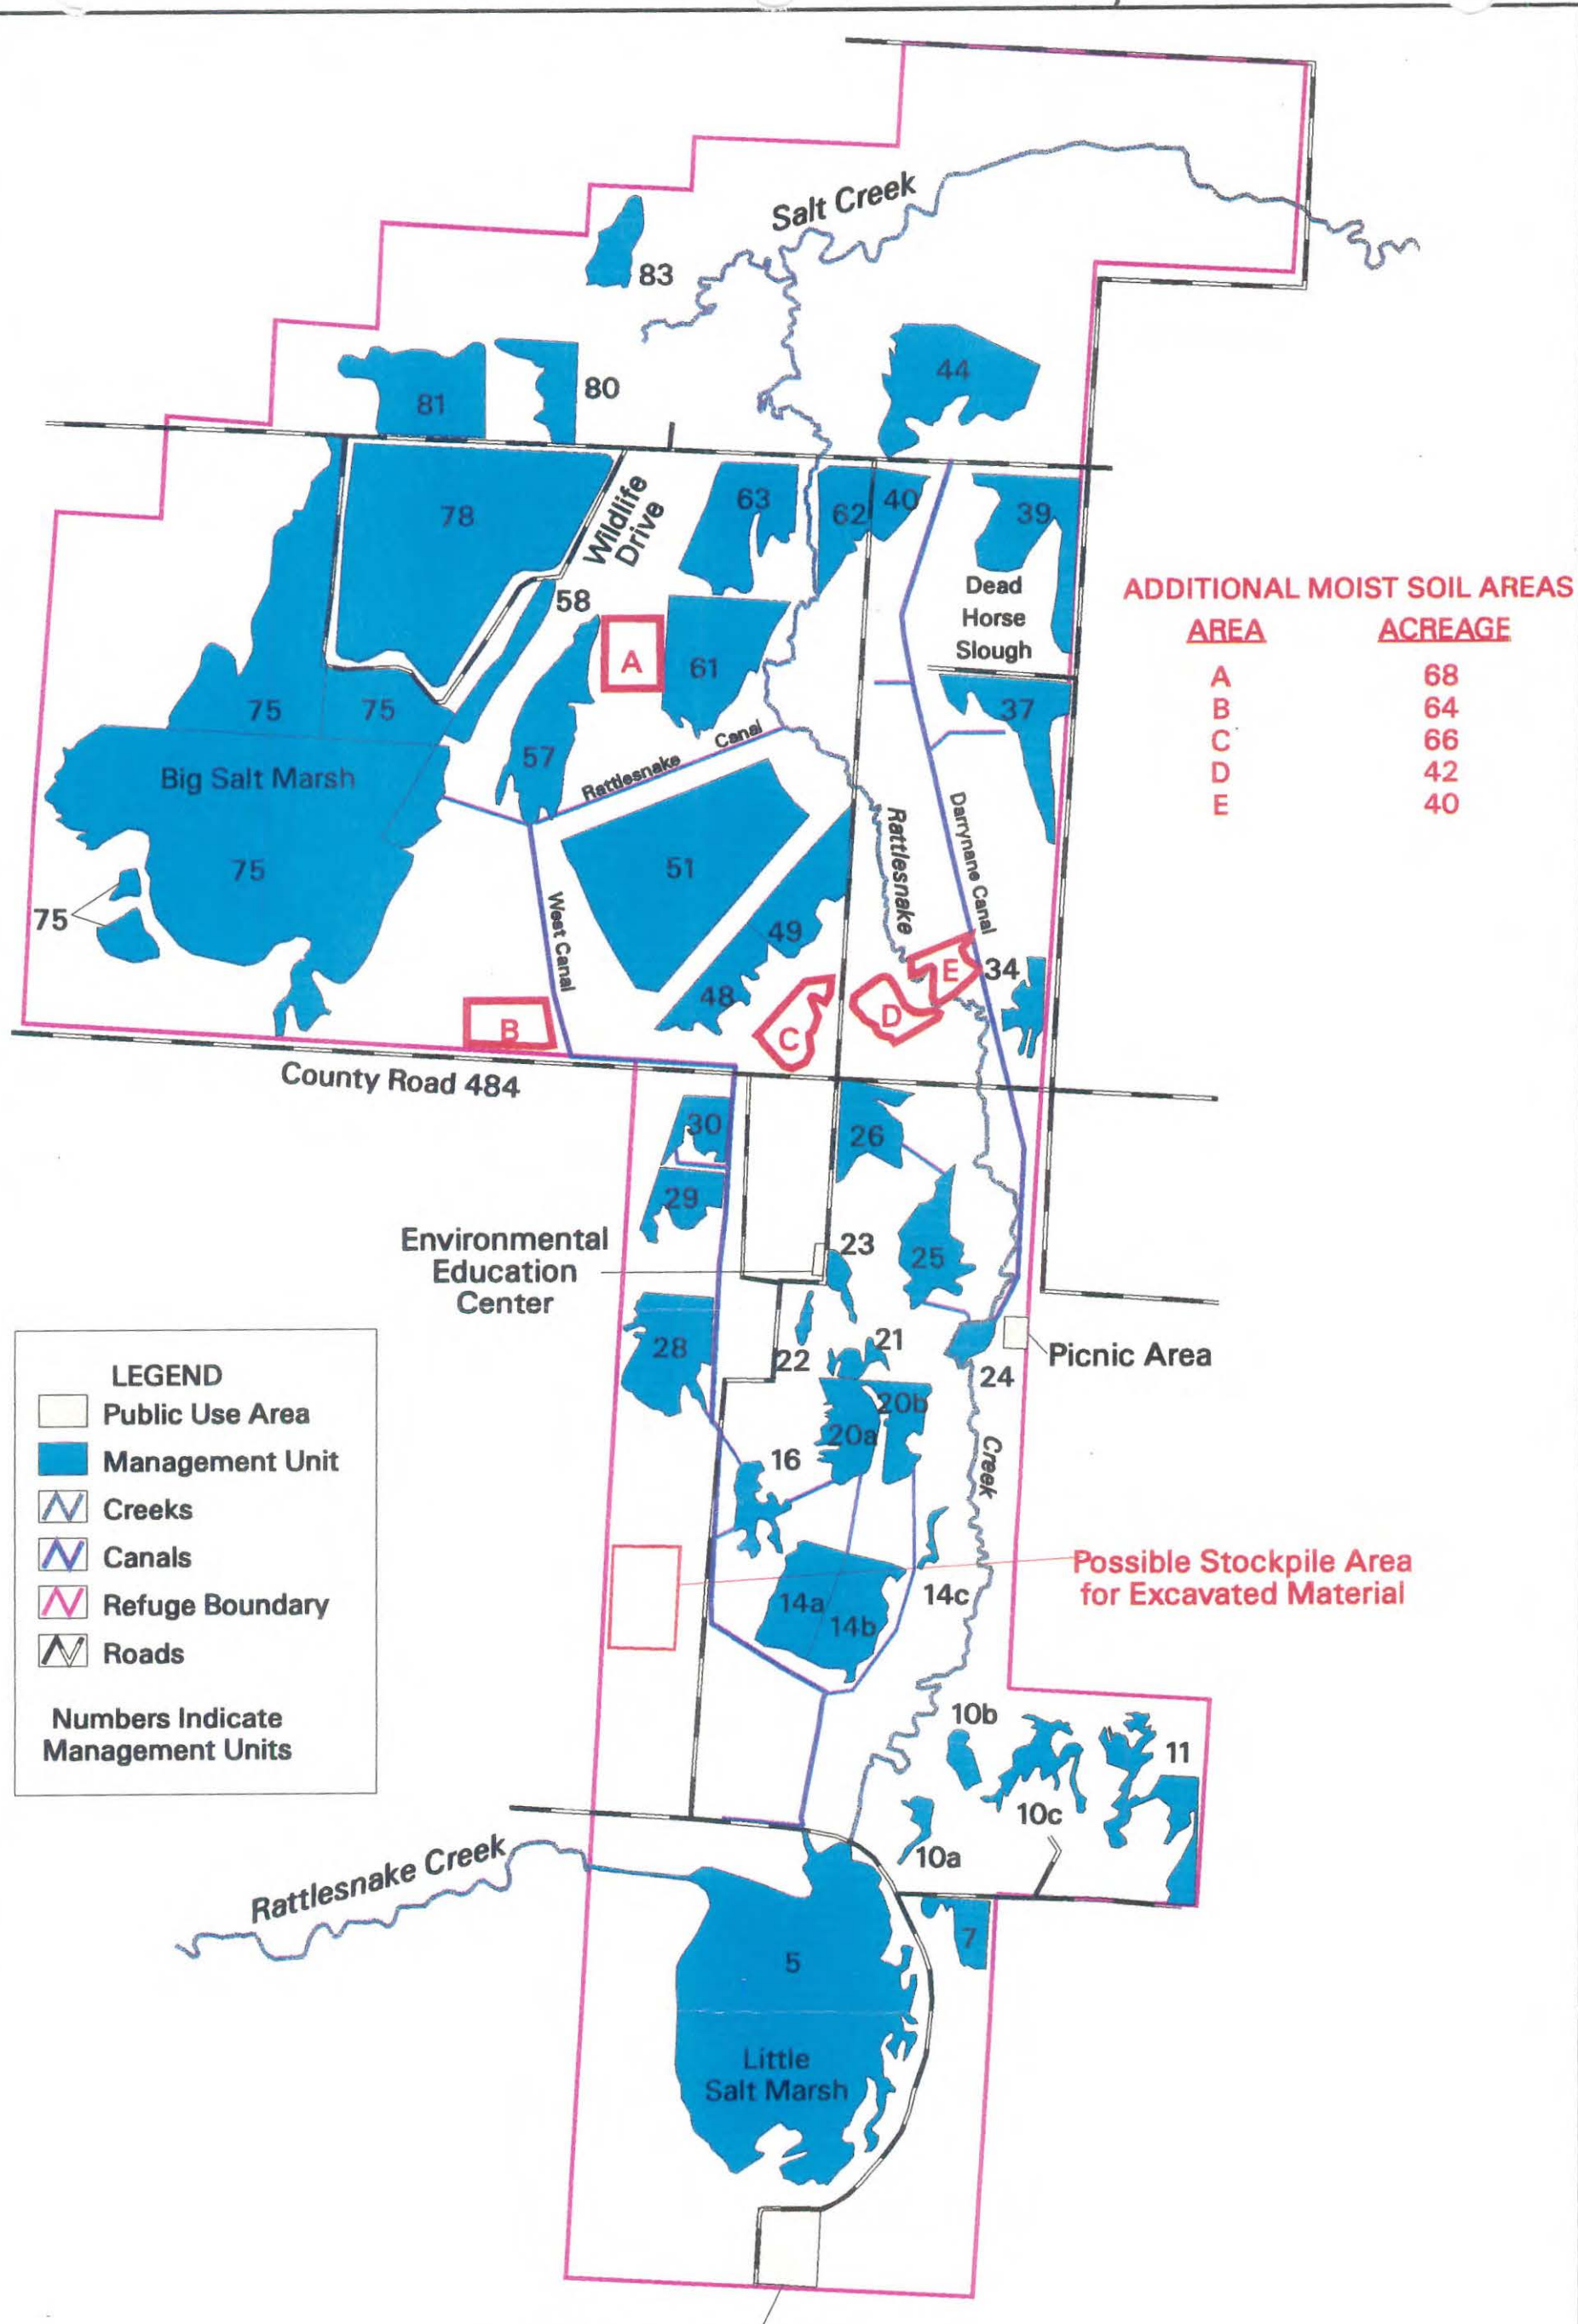 Salt Creek
83
44
81
80
78
Wildlife
Drive
63
62
40
39
58
Dead
Horse
Slough
ADDITIONAL MOIST SOIL AREAS
AREA ACREAGE
A 68
B 64
C 66
D 42
E 40
A
61
75
75
37
57
Rattlesnake Canal
Big Salt Marsh
75
75
51
Rattlesnake
Darrynane Canal
West Canal
49
48
E
34
D
C
B
County Road 484
30
26
29
Environmental
Education
Center
23
25
28
22
21
24
Picnic Area
20b
20a
16
Creek
LEGEND
Public Use Area
Management Unit
Creeks
Canals
Refuge Boundary
Roads
Numbers Indicate
Management Units
Possible Stockpile Area
for Excavated Material
14a
14b
14c
10b
11
10c
10a
Rattlesnake Creek
7
5
Little
Salt Marsh